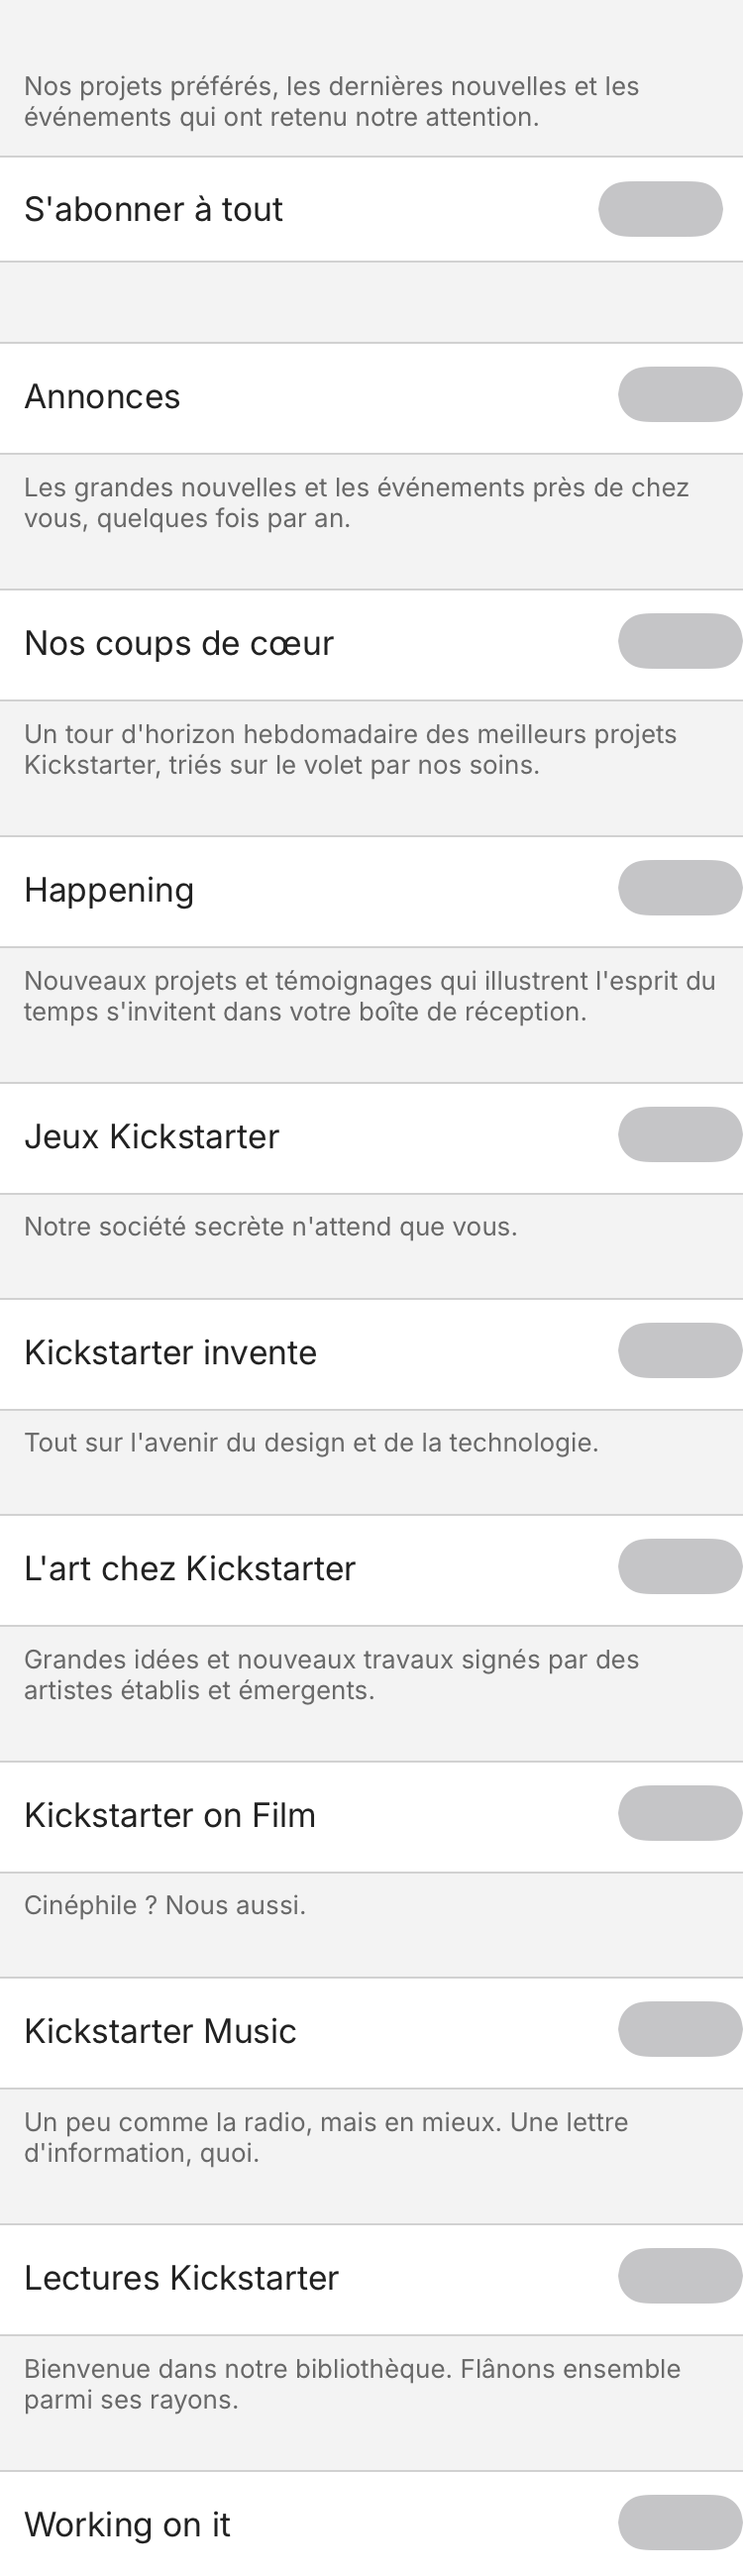 Nos projets préférés, les dernières nouvelles et les
événements qui ont retenu notre attention.
S'abonner à tout
Annonces
Les grandes nouvelles et les événements près de chez
vous, quelques fois par an.
Nos coups de cœur
Un tour d'horizon hebdomadaire des meilleurs projets
Kickstarter, triés sur le volet par nos soins.
Happening
Nouveaux projets et témoignages qui illustrent l'esprit du
temps s'invitent dans votre boîte de réception.
Jeux Kickstarter
Notre société secrète n'attend que vous.
Kickstarter invente
Tout sur l'avenir du design et de la technologie.
L'art chez Kickstarter
Grandes idées et nouveaux travaux signés par des
artistes établis et émergents.
Kickstarter on Film
Cinéphile ? Nous aussi.
Kickstarter Music
Un peu comme la radio, mais en mieux. Une lettre
d'information, quoi.
Lectures Kickstarter
Bienvenue dans notre bibliothèque. Flânons ensemble
parmi ses rayons.
Working on it